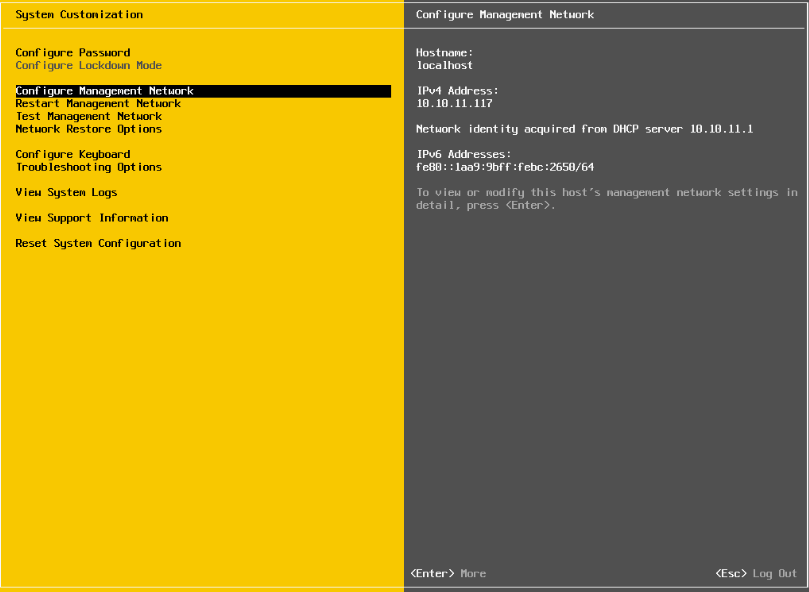 System Customization
Configure Password
Configure Lockdown Mode
Configure Management Network
Restart Management Network
Test Management Network
Network Restore Options
Configure Keyboard
Troubleshooting Options
View System Logs
View Support Information
Reset System Configuration
Configure Management Network
Hostname:
localhost
IPv4 Address:
10.10.11.117
Network identity acquired from DHCP server 10.10.11.1
IPv6 Addresses:
fe80::1aa9:9bff:febc:2650/64
To view or modify this host's management network settings in
detail, press <Enter>.
<Enter> More
<Esc> Log Out